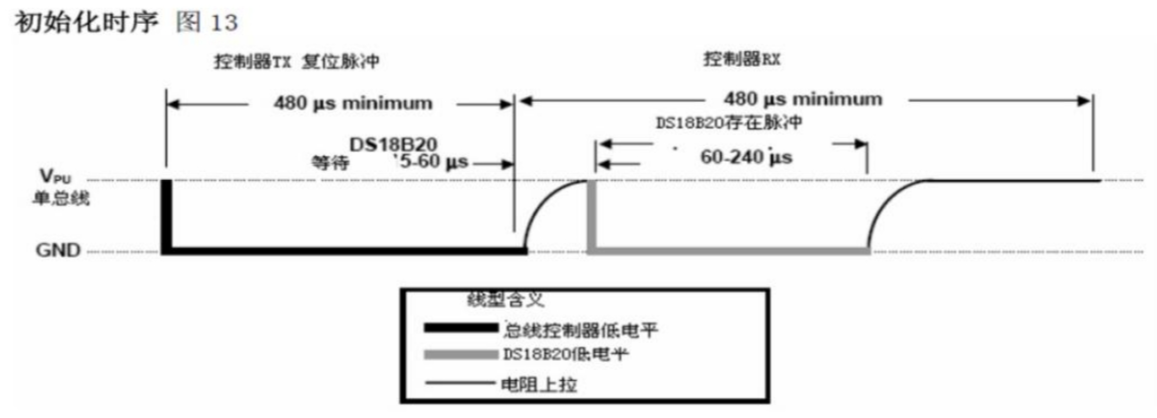 初始化时序 图 13
控制器TX 复位脉冲
控制器RX
480 µs minimum
480 µs minimum
DS18B20存在脉冲
DS18B20
等待 5-60 µs
60-240 µs
VPU
单总线
GND
线型含义
总线控制器低电平
DS18B20低电平
电阻上拉